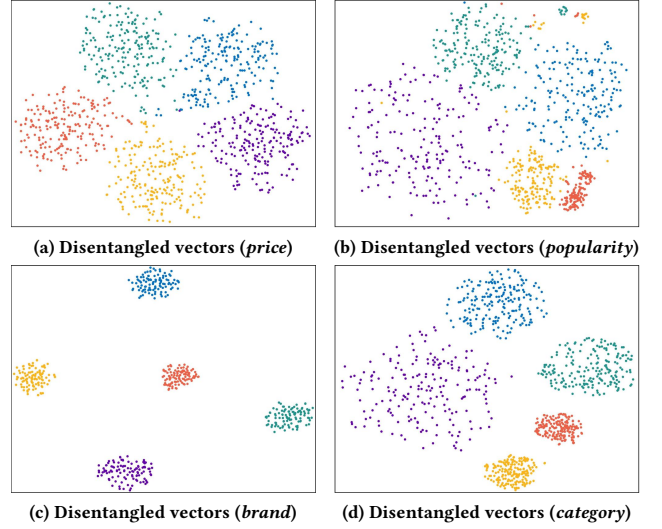 (a) Disentangled vectors (price)
(b) Disentangled vectors (popularity)
(c) Disentangled vectors (brand)
(d) Disentangled vectors (category)